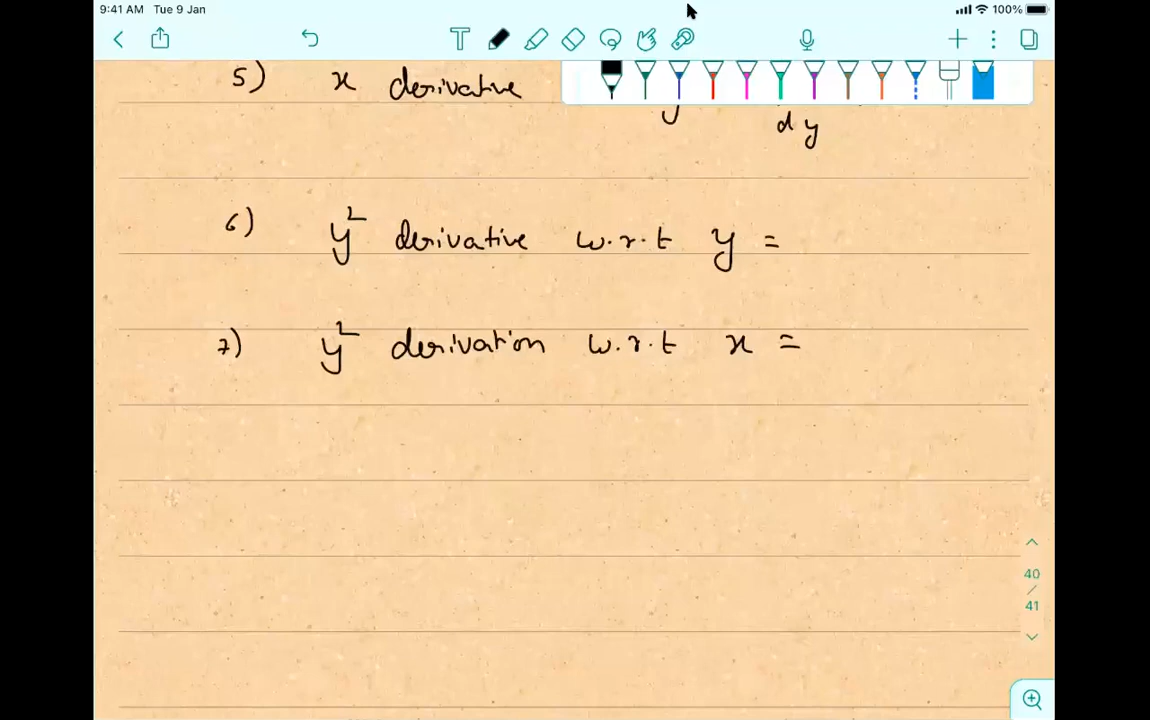 9:41 AM Tue 9 Jan
100%
5) x derivative
y
dy
6) y² derivative w.r.t y =
7) y² derivation w.r.t x =
40
/
41